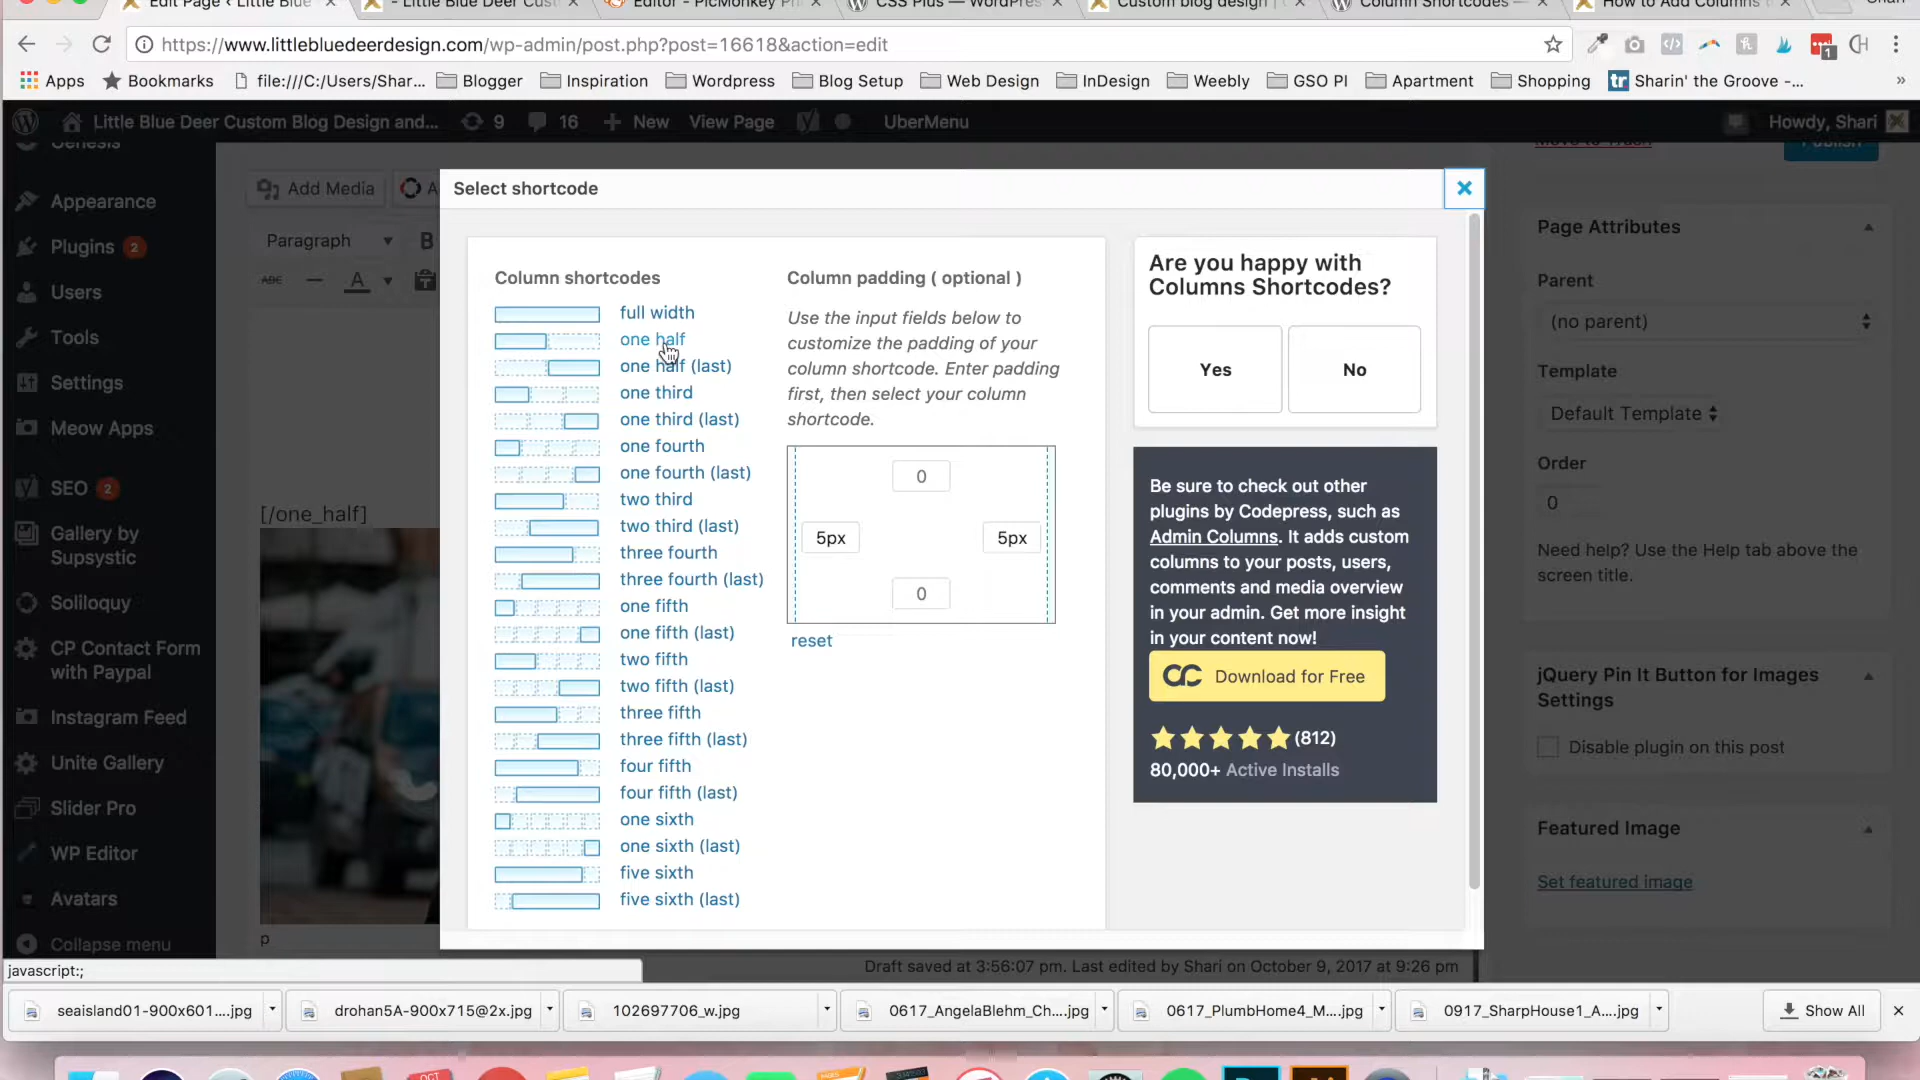 Edit Page ‹ Little Blue
- Little Blue Deer Cust
Editor - PicMonkey Ph
CSS Plus — WordPres
Custom blog design | C
Column Shortcodes —
How to Add Columns t
https://www.littlebluedeerdesign.com/wp-admin/post.php?post=16618&action=edit
1
Apps
Bookmarks
file:///C:/Users/Shar...
Blogger
Inspiration
Wordpress
Blog Setup
Web Design
InDesign
Weebly
GSO PI
Apartment
Shopping
tr
Sharin' the Groove -...
»
Little Blue Deer Custom Blog Design and...
9
16
New
View Page
UberMenu
Howdy, Shari
Genesis
Appearance
Plugins 2
Users
Tools
Settings
Meow Apps
SEO 2
Gallery by
Supsystic
Soliloquy
CP Contact Form
with Paypal
Instagram Feed
Unite Gallery
Slider Pro
WP Editor
Avatars
Collapse menu
Add Media
Paragraph
B
ABC
A
[/one_half]
p
Select shortcode
Column shortcodes
full width
one half
one half (last)
one third
one third (last)
one fourth
one fourth (last)
two third
two third (last)
three fourth
three fourth (last)
one fifth
one fifth (last)
two fifth
two fifth (last)
three fifth
three fifth (last)
four fifth
four fifth (last)
one sixth
one sixth (last)
five sixth
five sixth (last)
Column padding ( optional )
Use the input fields below to
customize the padding of your
column shortcode. Enter padding
first, then select your column
shortcode.
0
5px
5px
0
reset
Are you happy with
Columns Shortcodes?
Yes
No
Be sure to check out other
plugins by Codepress, such as
Admin Columns. It adds custom
columns to your posts, users,
comments and media overview
in your admin. Get more insight
in your content now!
Download for Free
(812)
80,000+ Active Installs
Move to Trash
Publish
Page Attributes
Parent
(no parent)
Template
Default Template
Order
0
Need help? Use the Help tab above the
screen title.
jQuery Pin It Button for Images
Settings
Disable plugin on this post
Featured Image
Set featured image
javascript:;
Draft saved at 3:56:07 pm. Last edited by Shari on October 9, 2017 at 9:26 pm
seaisland01-900x601....jpg
drohan5A-900x715@2x.jpg
102697706_w.jpg
0617_AngelaBlehm_Ch....jpg
0617_PlumbHome4_M....jpg
0917_SharpHouse1_A....jpg
Show All
OCT
PAGES